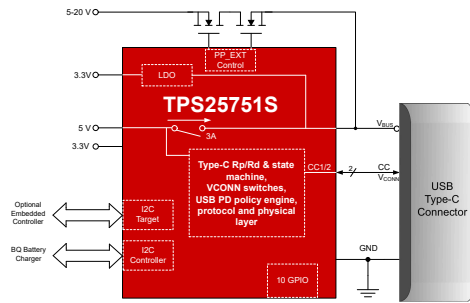 5-20 V
PP_EXT
Control
3.3V
LDO
TPS25751S
5 V
3A
VBUS
3.3V
Type-C Rp/Rd & state
machine,
VCONN switches,
USB PD policy engine,
protocol and physical
layer
CC1/2
2
CC
VCONN
USB
Type-C
Connector
Optional
Embedded
Controller
I2C
Target
BQ Battery
Charger
I2C
Controller
GND
10 GPIO